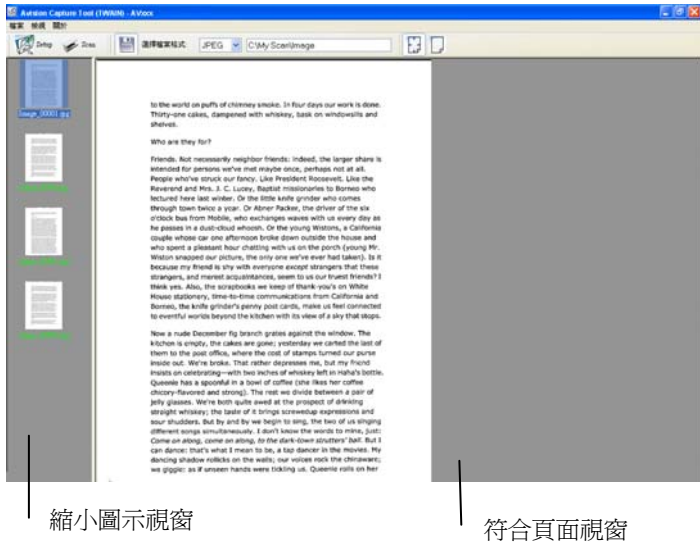 Avision Capture Tool (TWAIN) - AVxxx
檔案 檢視 關於
Setup Scan 選擇檔案格式 JPEG C:\My Scan\Image
Image_00001.jpg
to the world on puffs of chimney smoke. In four days our work is done.
Thirty-one cakes, dampened with whiskey, bask on windowsills and
shelves.
Who are they for?
Friends. Not necessarily neighbor friends: indeed, the larger share is
intended for persons we've met maybe once, perhaps not at all.
People who've struck our fancy. Like President Roosevelt. Like the
Reverend and Mrs. J. C. Lucey, Baptist missionaries to Borneo who
lectured here last winter. Or the little knife grinder who comes
through town twice a year. Or Abner Packer, the driver of the six
o'clock bus from Mobile, who exchanges waves with us every day as
he passes in a dust-cloud whoosh. Or the young Wistons, a California
couple whose car one afternoon broke down outside the house and
who spent a pleasant hour chatting with us on the porch (young Mr.
Wiston snapped our picture, the only one we've ever had taken). Is it
because my friend is shy with everyone except strangers that these
strangers, and merest acquaintances, seem to us our truest friends? I
think yes. Also, the scrapbooks we keep of thank-you's on White
House stationery, time-to-time communications from California and
Borneo, the knife grinder's penny post cards, make us feel connected
to eventful worlds beyond the kitchen with its view of a sky that stops.
Now a nude December fig branch grates against the window. The
kitchen is empty, the cakes are gone; yesterday we carted the last of
them to the post office, where the cost of stamps turned our purse
inside out. We're broke. That rather depresses me, but my friend
insists on celebrating—with two inches of whiskey left in Haha's bottle.
Queenie has a spoonful in a bowl of coffee (she likes her coffee
chicory-flavored and strong). The rest we divide between a pair of
jelly glasses. We're both quite awed at the prospect of drinking
straight whiskey; the taste of it brings screwedup expressions and
sour shudders. But by and by we begin to sing, the two of us singing
different songs simultaneously. I don't know the words to mine, just:
Come on along, come on along, to the dark-town strutters' ball. But I
can dance: that's what I mean to be, a tap dancer in the movies. My
dancing shadow rollicks on the walls; our voices rock the chinaware;
we giggle: as if unseen hands were tickling us. Queenie rolls on her
縮小圖示視窗
符合頁面視窗